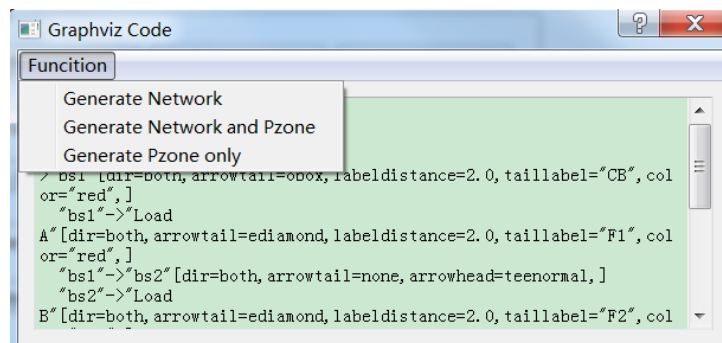 Graphviz Code
Funcition
Generate Network
Generate Network and Pzone
Generate Pzone only
>"bs1"[dir=both,arrowtail=obox,labeldistance=2.0,taillabel="CB",col
or="red",]
"bs1"->"Load
A"[dir=both,arrowtail=ediamond,labeldistance=2.0,taillabel="F1",col
or="red",]
"bs1"->"bs2"[dir=both,arrowtail=none,arrowhead=teenormal,]
"bs2"->"Load
B"[dir=both,arrowtail=ediamond,labeldistance=2.0,taillabel="F2",col